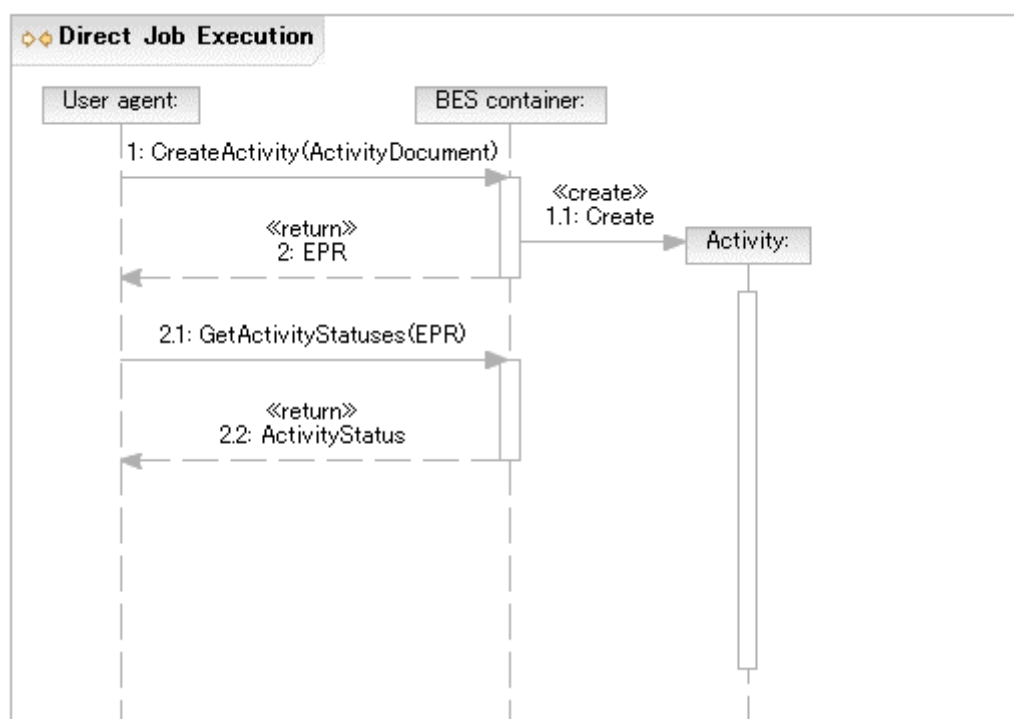 Direct Job Execution
User agent:
BES container:
1: CreateActivity(ActivityDocument)
≪create≫
1.1: Create
Activity:
≪return≫
2: EPR
2.1: GetActivityStatuses(EPR)
≪return≫
2.2: ActivityStatus